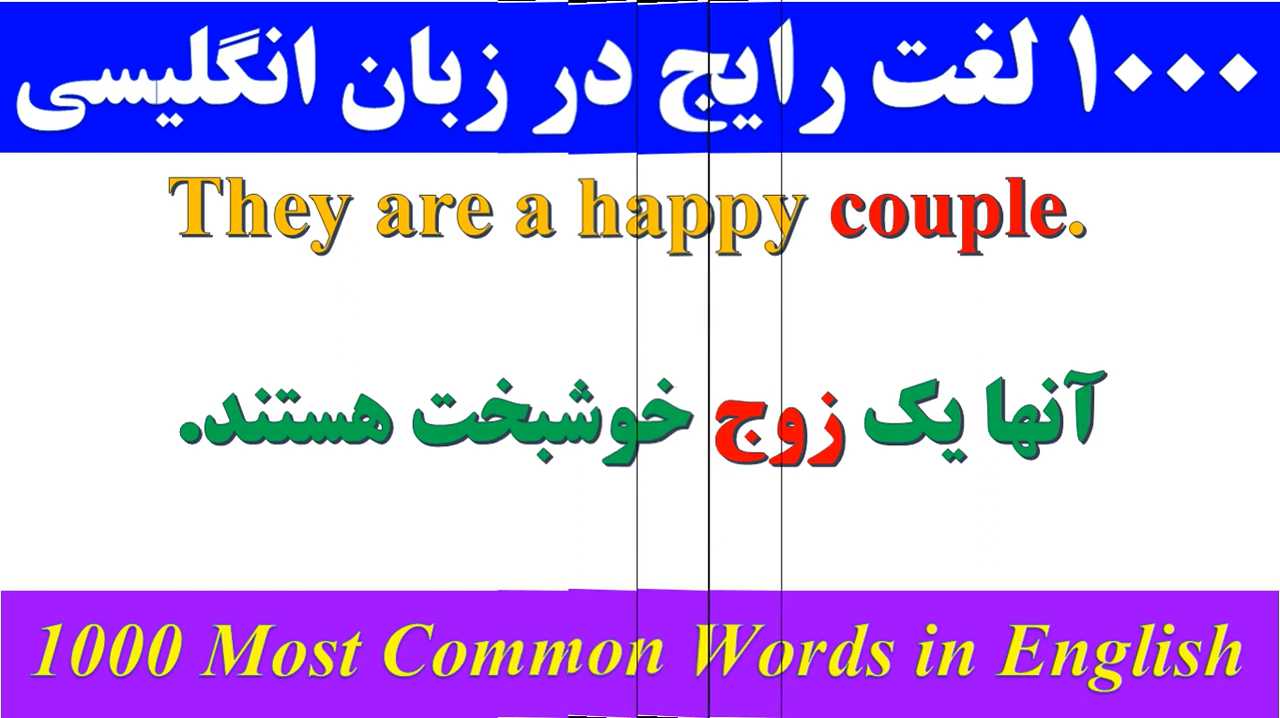 ۱۰۰۰ لغت رایج در زبان انگلیسی
They are a happy couple.
آنها یک زوج خوشبخت هستند.
1000 Most Common Words in English